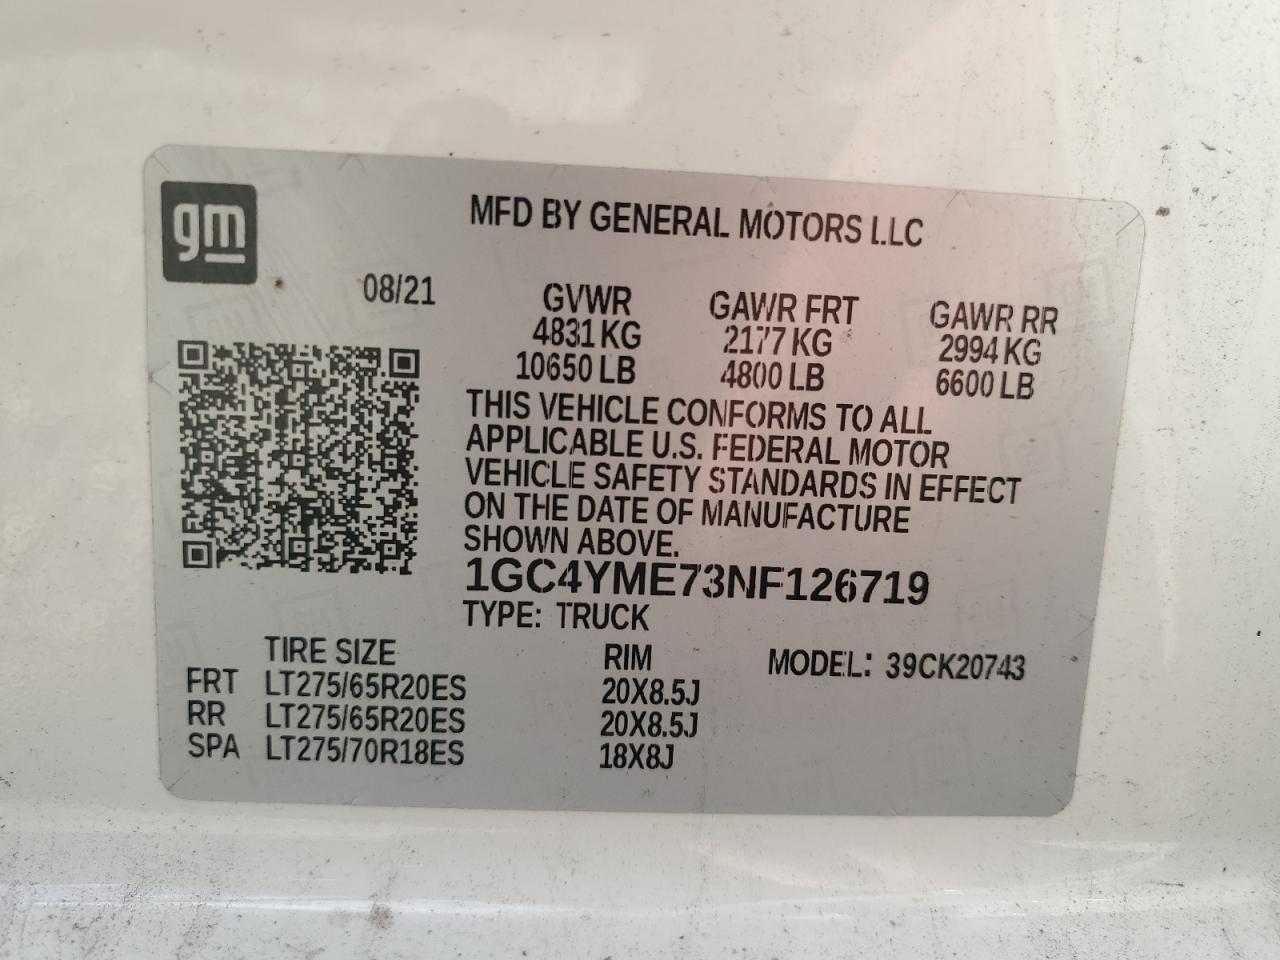 gm
MFD BY GENERAL MOTORS LLC
08/21
GVWR GAWR FRT GAWR RR
4831 KG 2177 KG 2994 KG
10650 LB 4800 LB 6600 LB
THIS VEHICLE CONFORMS TO ALL
APPLICABLE U.S. FEDERAL MOTOR
VEHICLE SAFETY STANDARDS IN EFFECT
ON THE DATE OF MANUFACTURE
SHOWN ABOVE.
1GC4YME73NF126719
TYPE: TRUCK
TIRE SIZE RIM MODEL: 39CK20743
FRT LT275/65R20ES 20X8.5J
RR LT275/65R20ES 20X8.5J
SPA LT275/70R18ES 18X8J